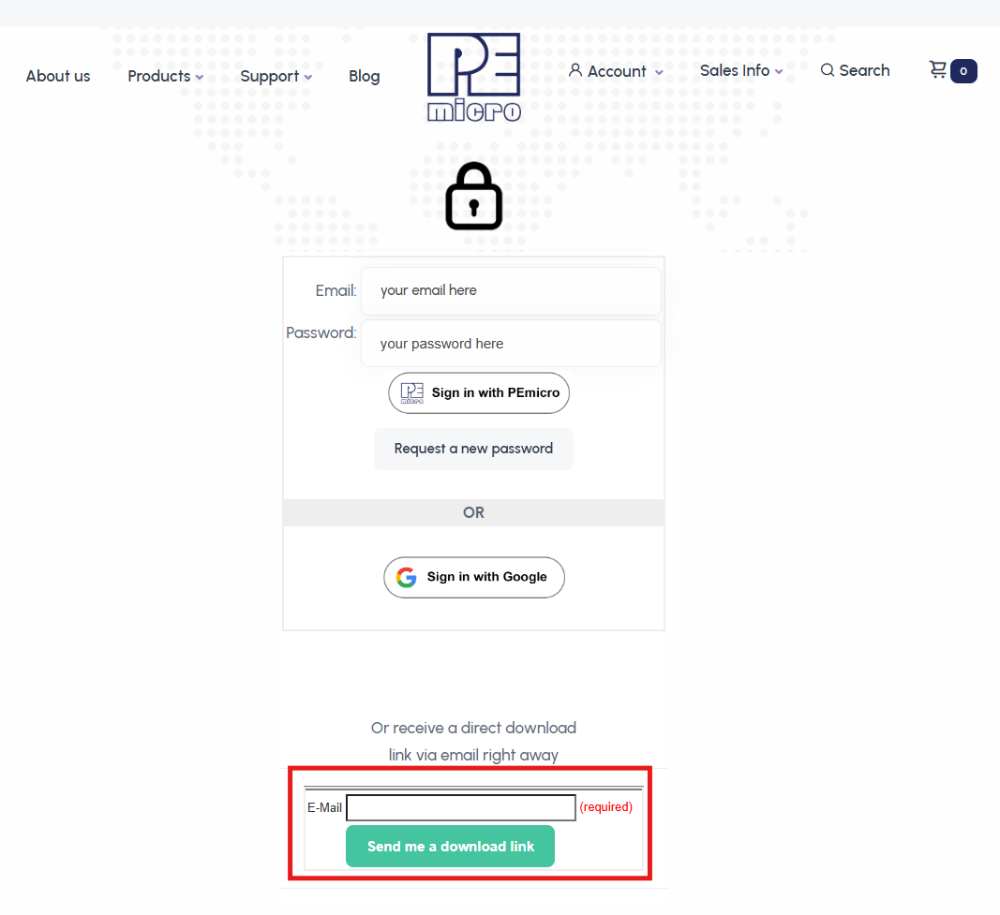 About us Products Support Blog PE micro Account Sales Info Search 0
Email: your email here
Password: your password here
PE micro Sign in with PEmicro
Request a new password
OR
Sign in with Google
Or receive a direct download
link via email right away
E-Mail (required)
Send me a download link